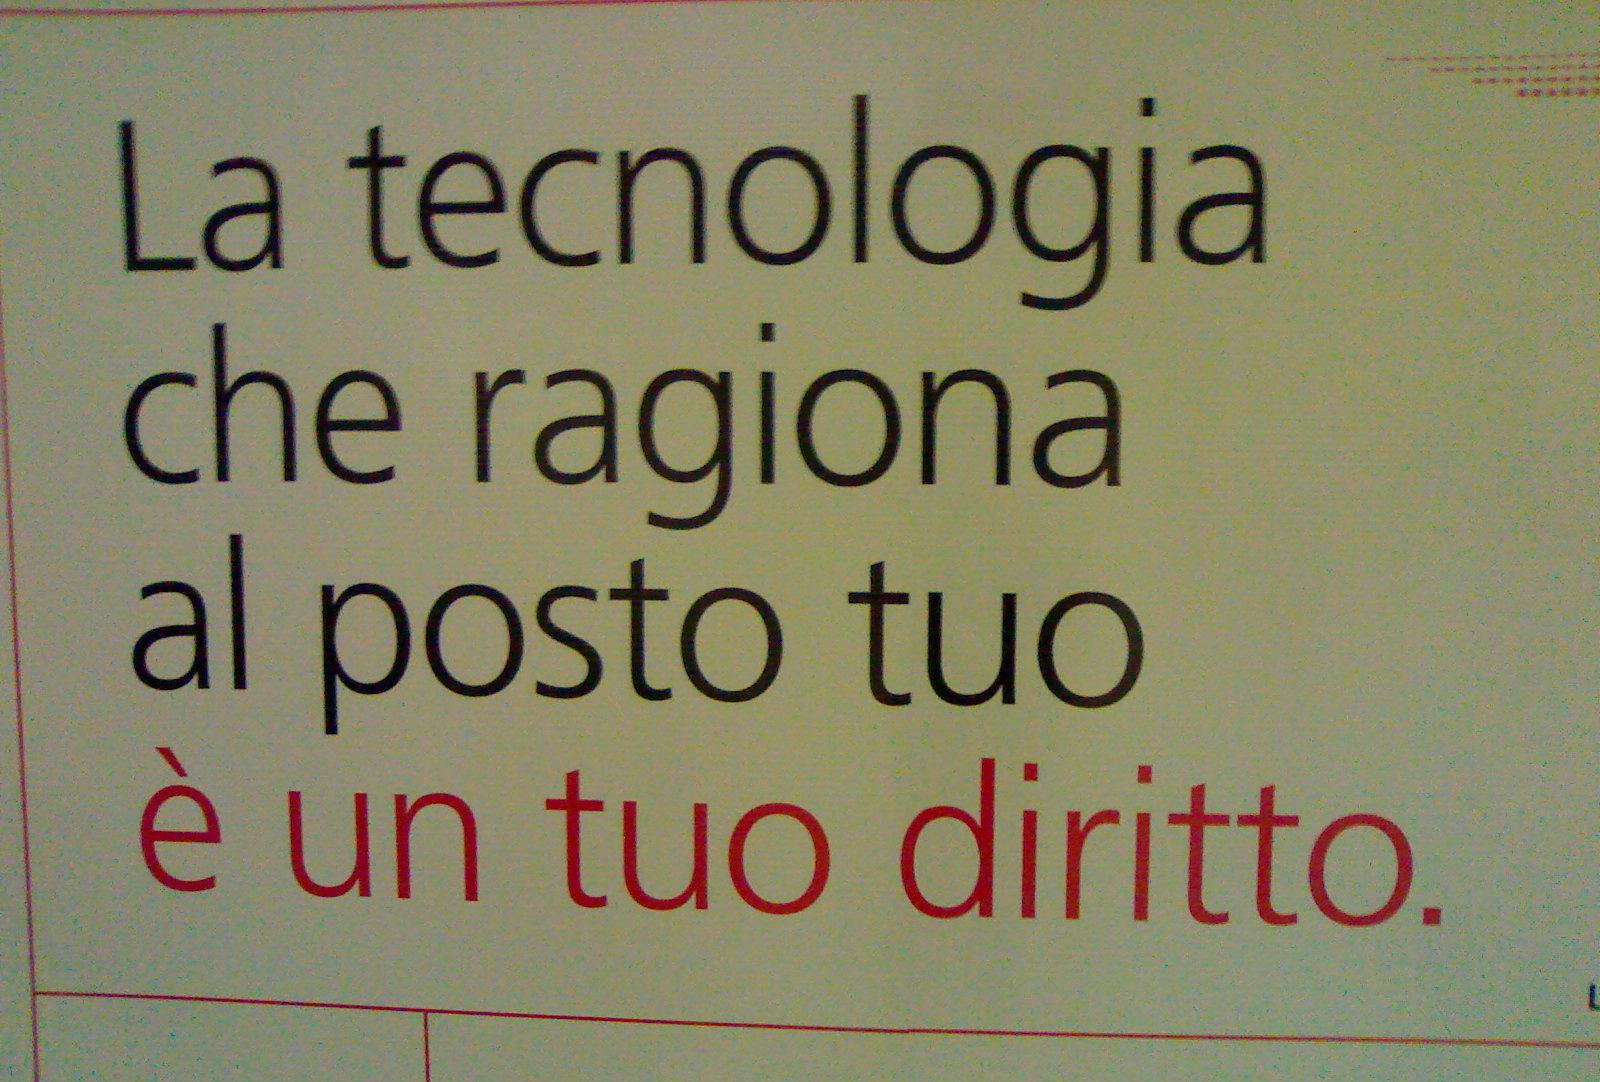 La tecnologia
che ragiona
al posto tuo
è un tuo diritto.